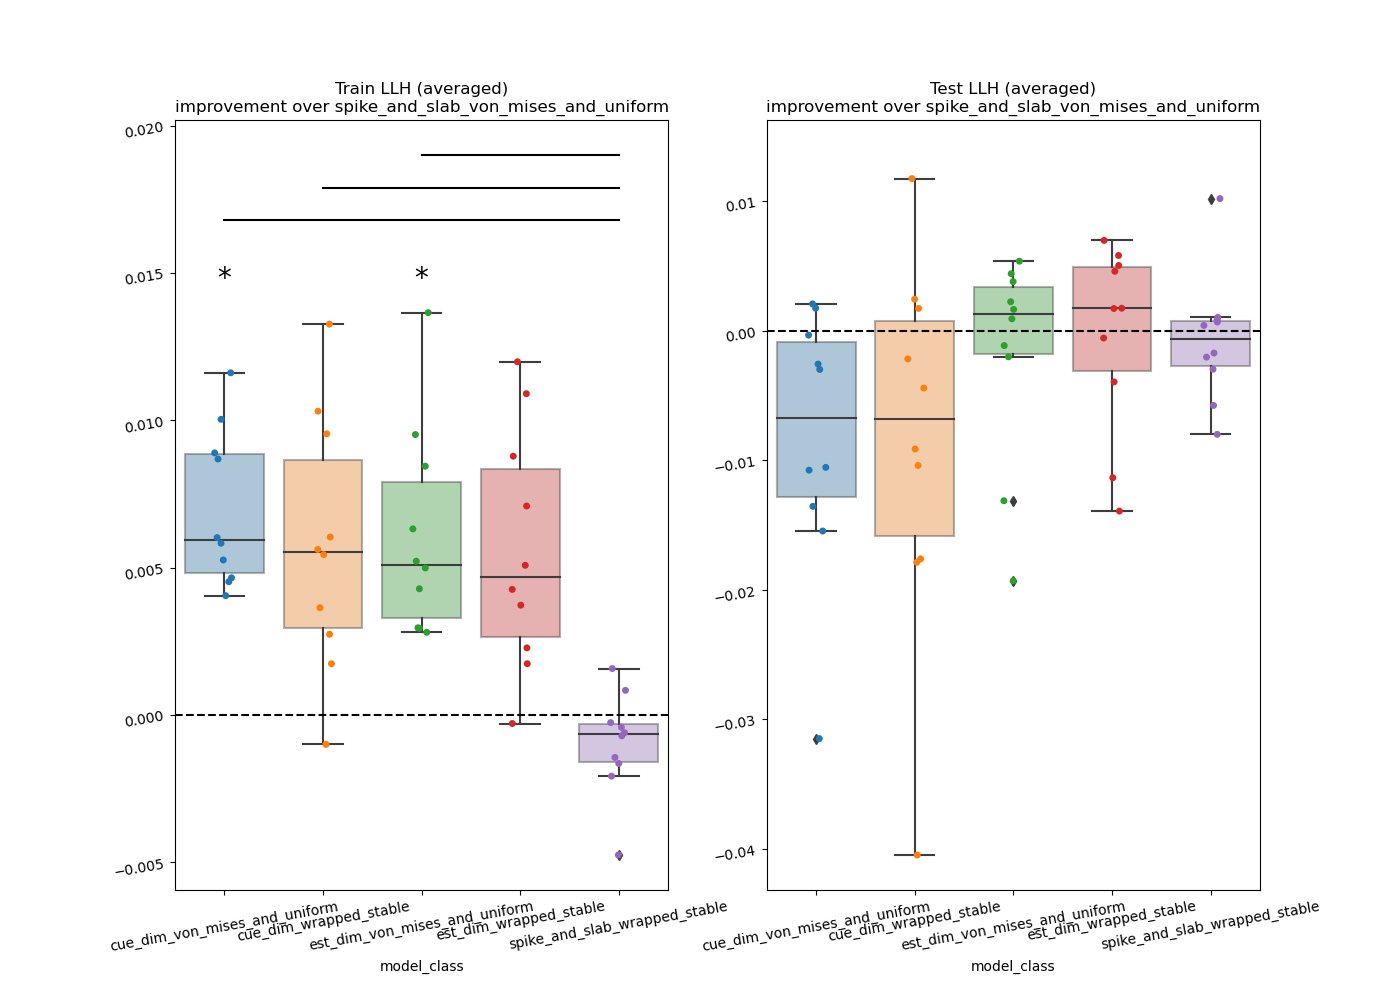 Train LLH (averaged)
improvement over spike_and_slab_von_mises_and_uniform
0.020
0.015
0.010
0.005
0.000
−0.005
*
*
cue_dim_von_mises_and_uniform
cue_dim_wrapped_stable
est_dim_von_mises_and_uniform
est_dim_wrapped_stable
spike_and_slab_wrapped_stable
model_class
Test LLH (averaged)
improvement over spike_and_slab_von_mises_and_uniform
0.01
0.00
−0.01
−0.02
−0.03
−0.04
cue_dim_von_mises_and_uniform
cue_dim_wrapped_stable
est_dim_von_mises_and_uniform
est_dim_wrapped_stable
spike_and_slab_wrapped_stable
model_class